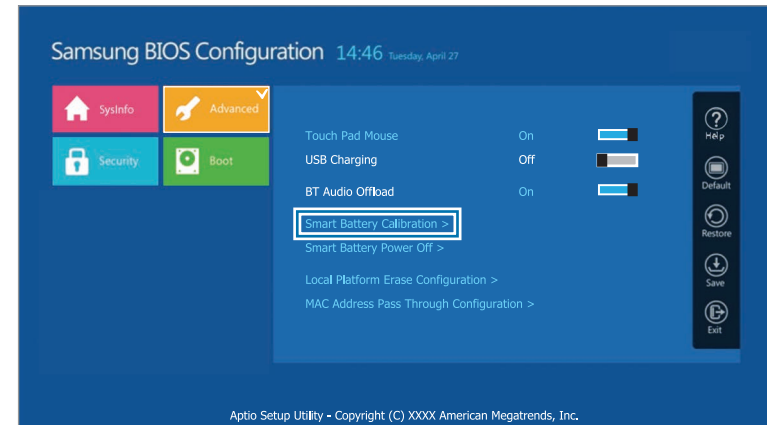 Samsung BIOS Configuration 14:46 Tuesday, April 27
SysInfo
Advanced
Security
Boot
Touch Pad Mouse On
USB Charging Off
BT Audio Offload On
Smart Battery Calibration >
Smart Battery Power Off >
Local Platform Erase Configuration >
MAC Address Pass Through Configuration >
Help
Default
Restore
Save
Exit
Aptio Setup Utility - Copyright (C) XXXX American Megatrends, Inc.